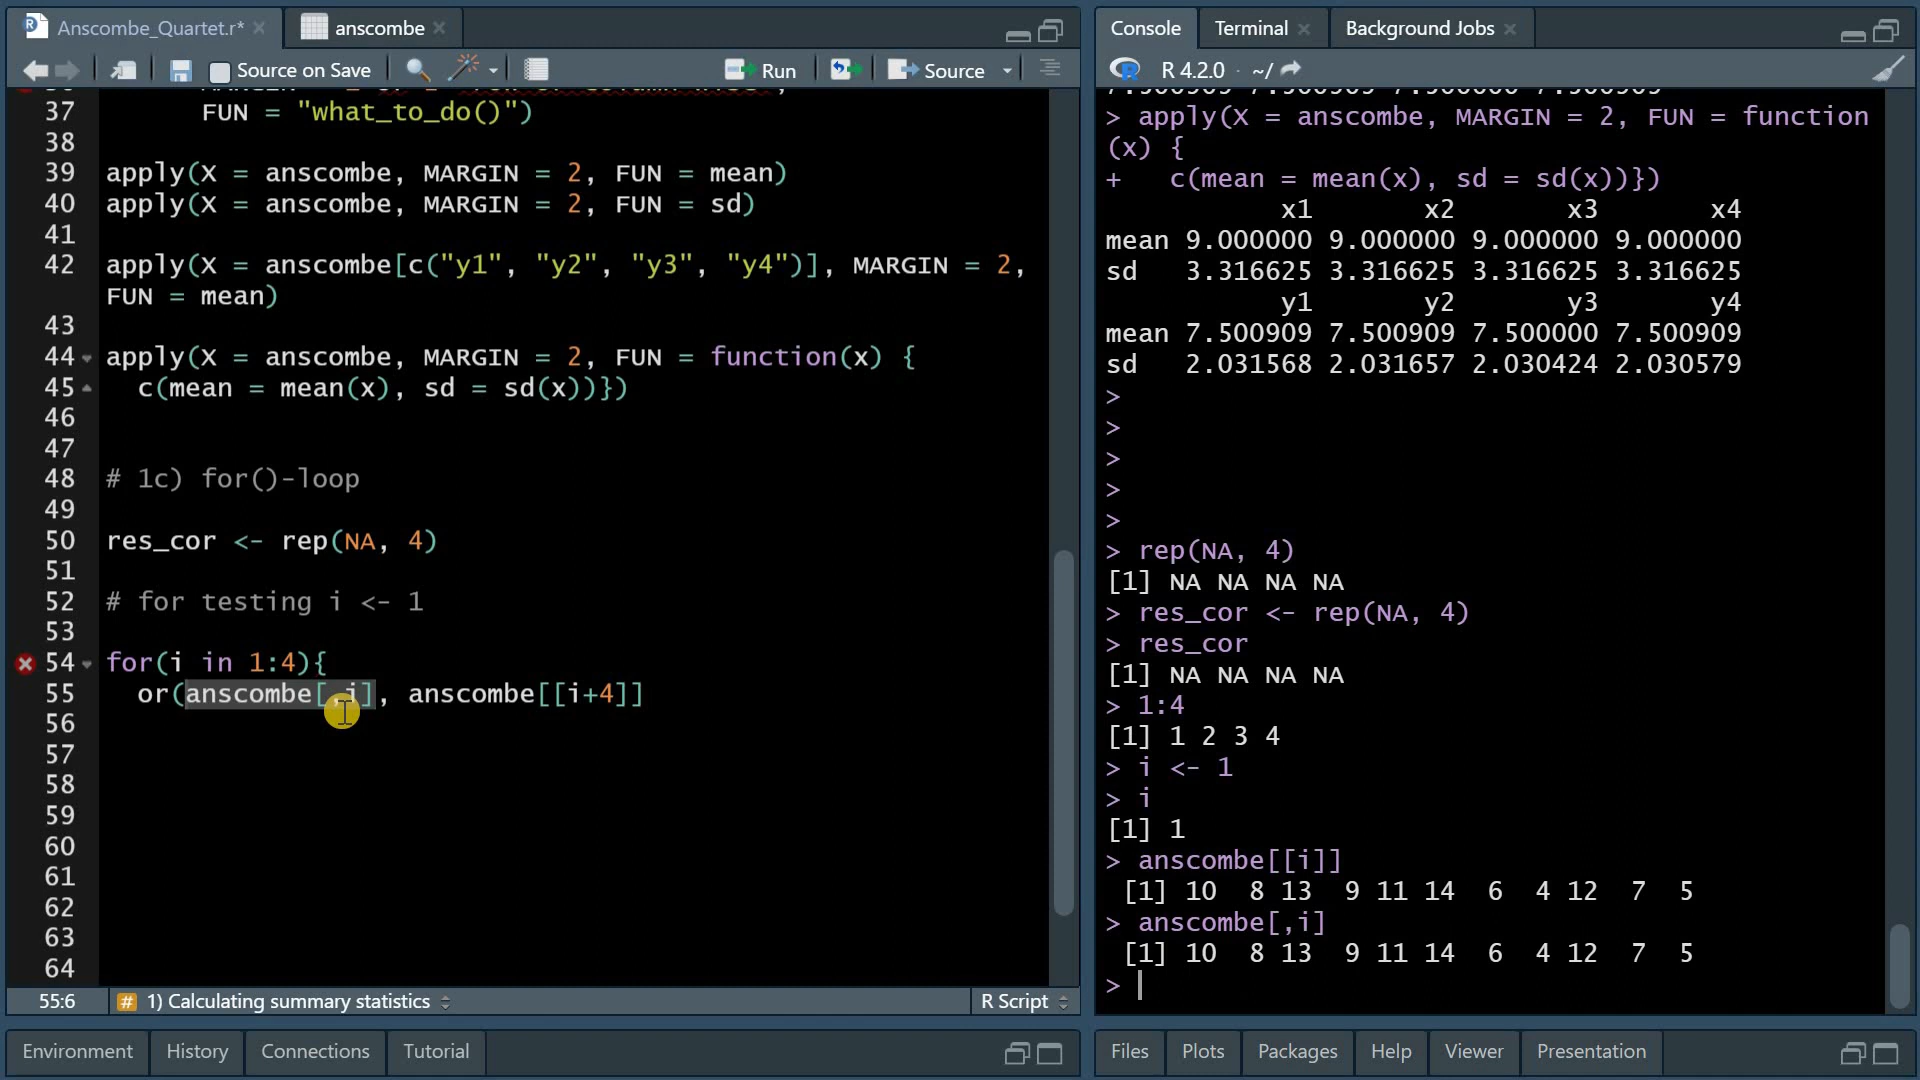 Anscombe_Quartet.r*
anscombe
Source on Save
Run
Source
37 FUN = "what_to_do()")
38
39 apply(X = anscombe, MARGIN = 2, FUN = mean)
40 apply(X = anscombe, MARGIN = 2, FUN = sd)
41
42 apply(X = anscombe[c("y1", "y2", "y3", "y4")], MARGIN = 2,
FUN = mean)
43
44 apply(X = anscombe, MARGIN = 2, FUN = function(x) {
45 c(mean = mean(x), sd = sd(x))})
46
47
48 # 1c) for()-loop
49
50 res_cor <- rep(NA, 4)
51
52 # for testing i <- 1
53
54 for(i in 1:4){
55 or(anscombe[,i], anscombe[[i+4]]
56
57
58
59
60
61
62
63
64
55:6
# 1) Calculating summary statistics
R Script
Environment
History
Connections
Tutorial
Console
Terminal
Background Jobs
R 4.2.0 · ~/
> apply(X = anscombe, MARGIN = 2, FUN = function
(x) {
+ c(mean = mean(x), sd = sd(x))})
x1 x2 x3 x4
mean 9.000000 9.000000 9.000000 9.000000
sd 3.316625 3.316625 3.316625 3.316625
y1 y2 y3 y4
mean 7.500909 7.500909 7.500000 7.500909
sd 2.031568 2.031657 2.030424 2.030579
>
>
>
>
>
> rep(NA, 4)
[1] NA NA NA NA
> res_cor <- rep(NA, 4)
> res_cor
[1] NA NA NA NA
> 1:4
[1] 1 2 3 4
> i <- 1
> i
[1] 1
> anscombe[[i]]
[1] 10 8 13 9 11 14 6 4 12 7 5
> anscombe[,i]
[1] 10 8 13 9 11 14 6 4 12 7 5
>
Files
Plots
Packages
Help
Viewer
Presentation